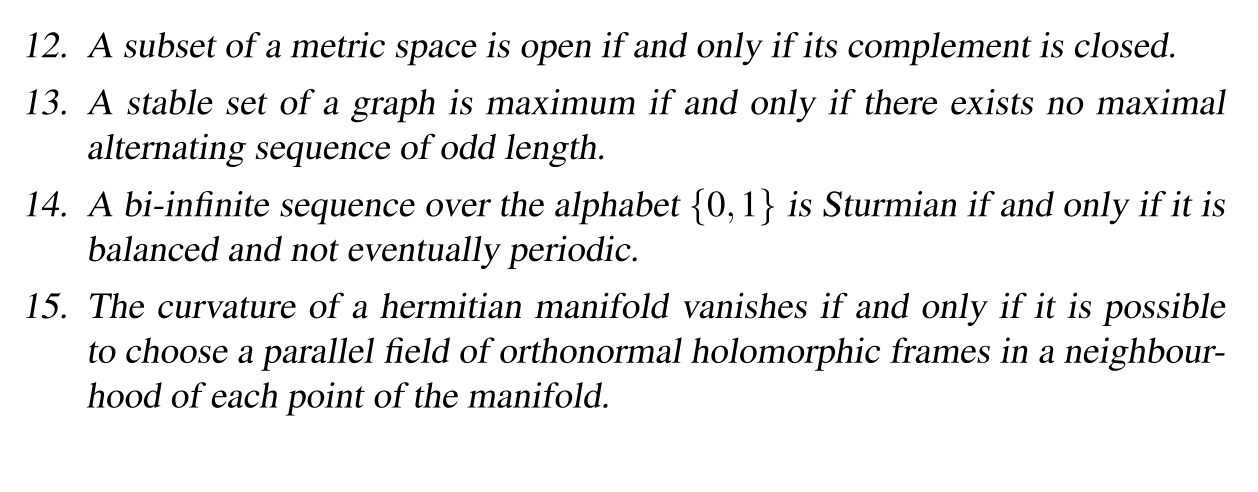 12. A subset of a metric space is open if and only if its complement is closed.
13. A stable set of a graph is maximum if and only if there exists no maximal
alternating sequence of odd length.
14. A bi-infinite sequence over the alphabet {0, 1} is Sturmian if and only if it is
balanced and not eventually periodic.
15. The curvature of a hermitian manifold vanishes if and only if it is possible
to choose a parallel field of orthonormal holomorphic frames in a neighbour-
hood of each point of the manifold.